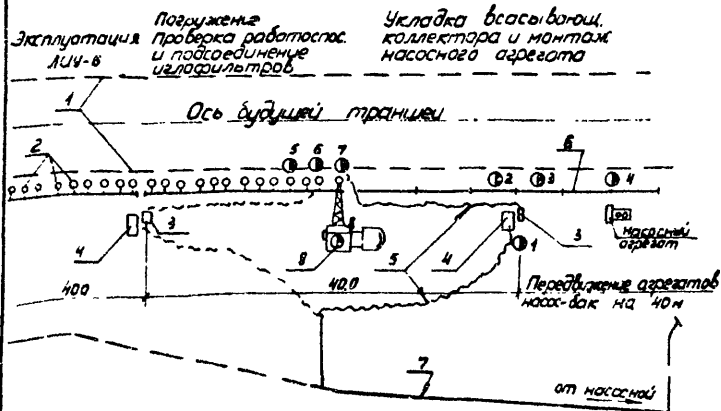 Эксплуатация
ЛИУ-6
Погружение
проверка работоспос.
и подсоединение
иглофильтров
Укладка всасывающ.
коллектора и монтаж
насосного агрегата
1
Ось будущей траншеи
2
5
6
7
6
2
3
4
4
3
8
5
4
3
1
насосный
агрегат
400
40,0
Передвижение агрегатов
насос-бак на 40м
7
от насосной